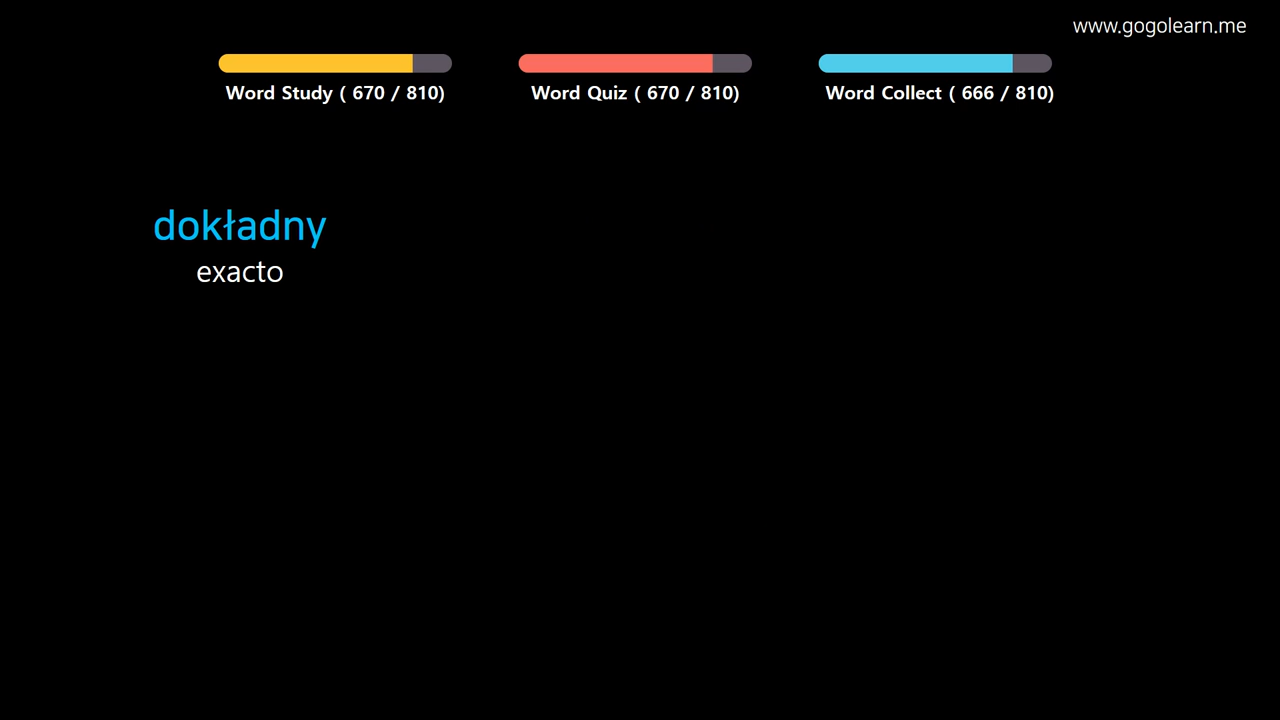 www.gogolearn.me
Word Study ( 670 / 810)
Word Quiz ( 670 / 810)
Word Collect ( 666 / 810)
dokładny
exacto